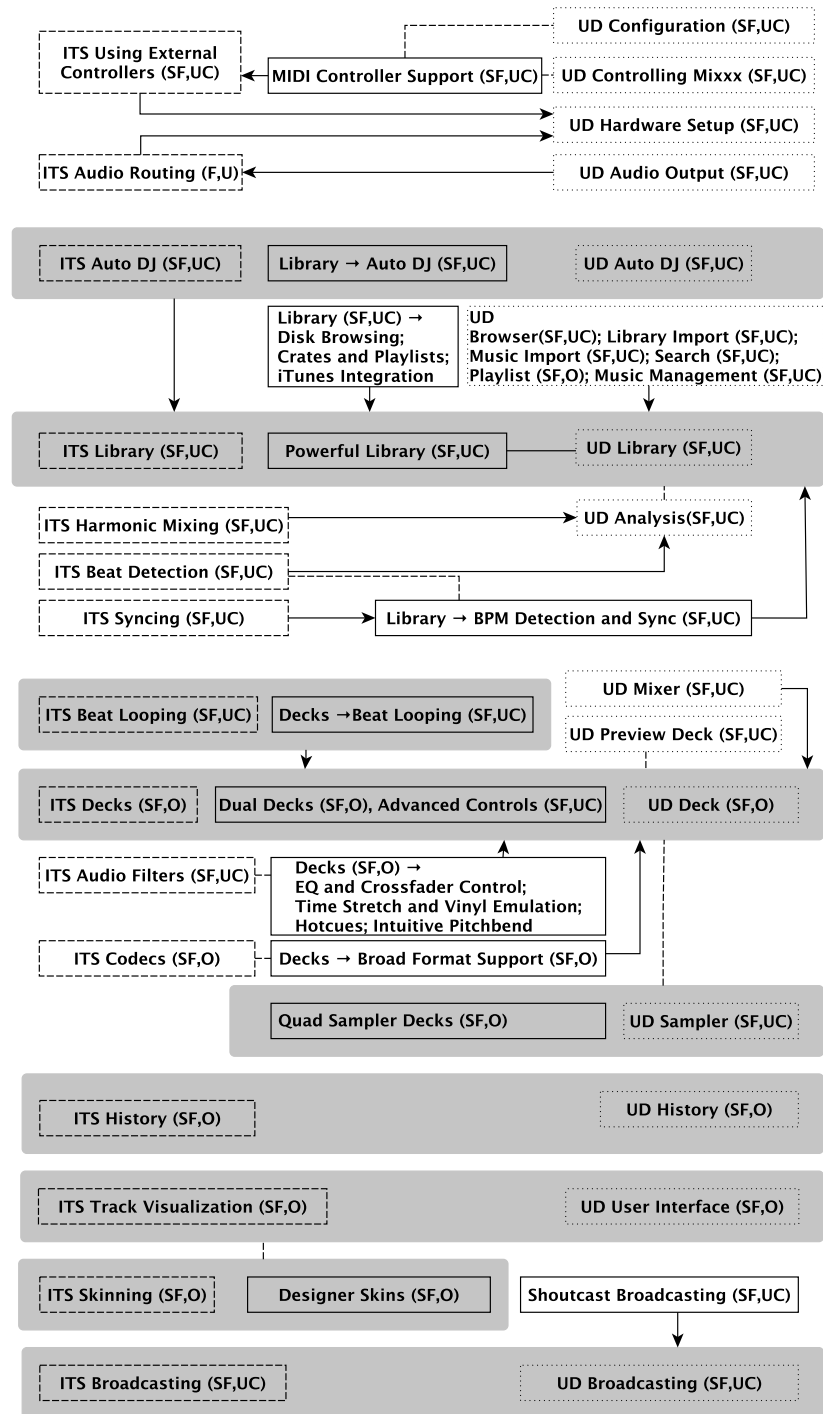 UD Configuration (SF,UC)
ITS Using External
Controllers (SF,UC)
MIDI Controller Support (SF,UC)
UD Controlling Mixxx (SF,UC)
UD Hardware Setup (SF,UC)
ITS Audio Routing (F,U)
UD Audio Output (SF,UC)
ITS Auto DJ (SF,UC)
Library → Auto DJ (SF,UC)
UD Auto DJ (SF,UC)
Library (SF,UC) →
Disk Browsing;
Crates and Playlists;
iTunes Integration
UD
Browser(SF,UC); Library Import (SF,UC);
Music Import (SF,UC); Search (SF,UC);
Playlist (SF,O); Music Management (SF,UC)
ITS Library (SF,UC)
Powerful Library (SF,UC)
UD Library (SF,UC)
ITS Harmonic Mixing (SF,UC)
UD Analysis(SF,UC)
ITS Beat Detection (SF,UC)
ITS Syncing (SF,UC)
Library → BPM Detection and Sync (SF,UC)
UD Mixer (SF,UC)
ITS Beat Looping (SF,UC)
Decks →Beat Looping (SF,UC)
UD Preview Deck (SF,UC)
ITS Decks (SF,O)
Dual Decks (SF,O), Advanced Controls (SF,UC)
UD Deck (SF,O)
ITS Audio Filters (SF,UC)
Decks (SF,O) →
EQ and Crossfader Control;
Time Stretch and Vinyl Emulation;
Hotcues; Intuitive Pitchbend
ITS Codecs (SF,O)
Decks → Broad Format Support (SF,O)
Quad Sampler Decks (SF,O)
UD Sampler (SF,UC)
ITS History (SF,O)
UD History (SF,O)
ITS Track Visualization (SF,O)
UD User Interface (SF,O)
ITS Skinning (SF,O)
Designer Skins (SF,O)
Shoutcast Broadcasting (SF,UC)
ITS Broadcasting (SF,UC)
UD Broadcasting (SF,UC)